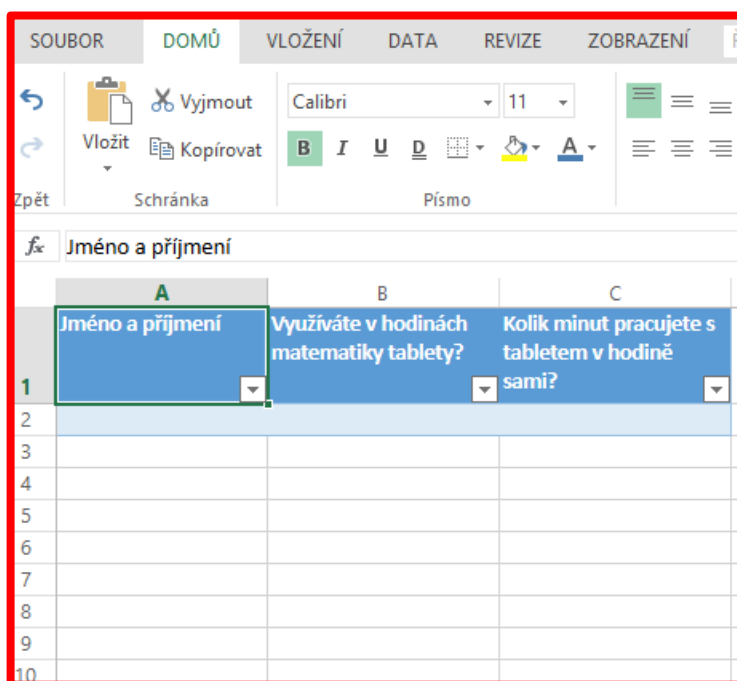 SOUBOR DOMŮ VLOŽENÍ DATA REVIZE ZOBRAZENÍ
Vyjmout Calibri 11
Vložit Kopírovat B I U D A
Zpět Schránka Písmo
fx Jméno a příjmení
A B C
Jméno a příjmení Využíváte v hodinách Kolik minut pracujete s
matematiky tablety? tabletem v hodině
1 sami?
2
3
4
5
6
7
8
9
10